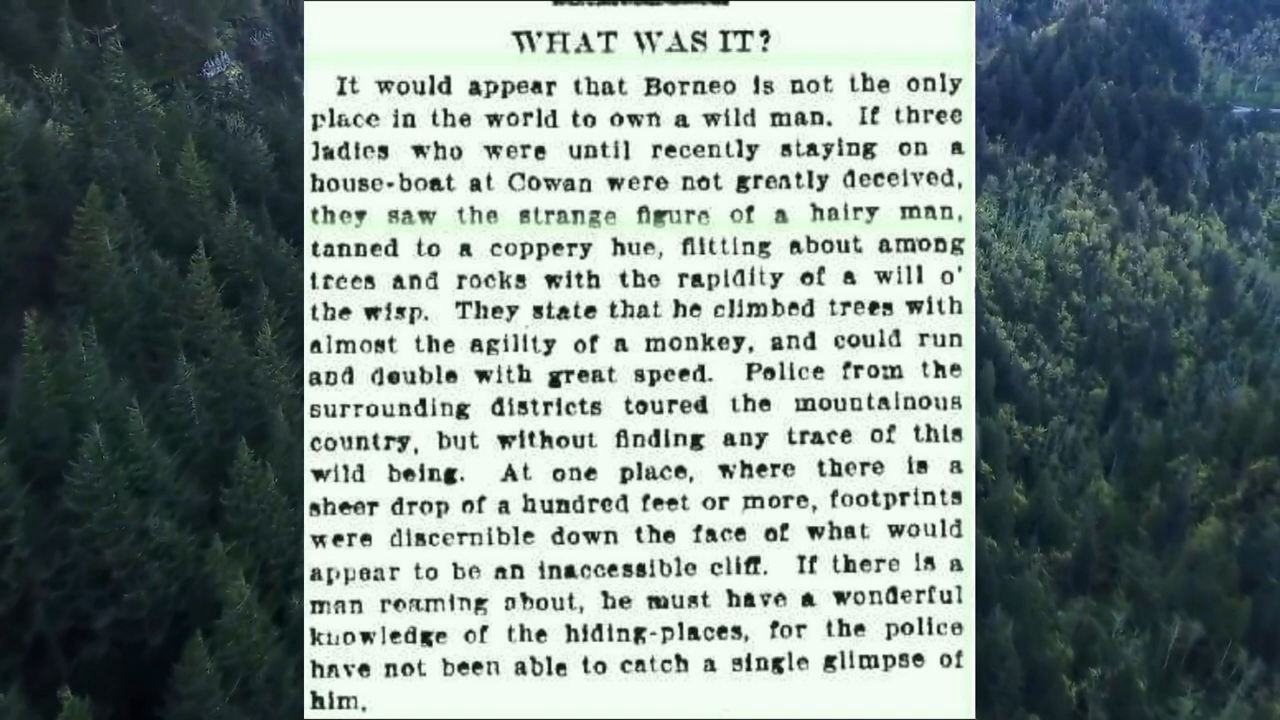 WHAT WAS IT?
It would appear that Borneo is not the only
place in the world to own a wild man. If three
ladies who were until recently staying on a
house-boat at Cowan were not greatly deceived,
they saw the strange figure of a hairy man,
tanned to a coppery hue, flitting about among
trees and rocks with the rapidity of a will o'
the wisp. They state that he climbed trees with
almost the agility of a monkey, and could run
and double with great speed. Police from the
surrounding districts toured the mountainous
country, but without finding any trace of this
wild being. At one place, where there is a
sheer drop of a hundred feet or more, footprints
were discernible down the face of what would
appear to be an inaccessible cliff. If there is a
man roaming about, he must have a wonderful
knowledge of the hiding-places, for the police
have not been able to catch a single glimpse of
him.